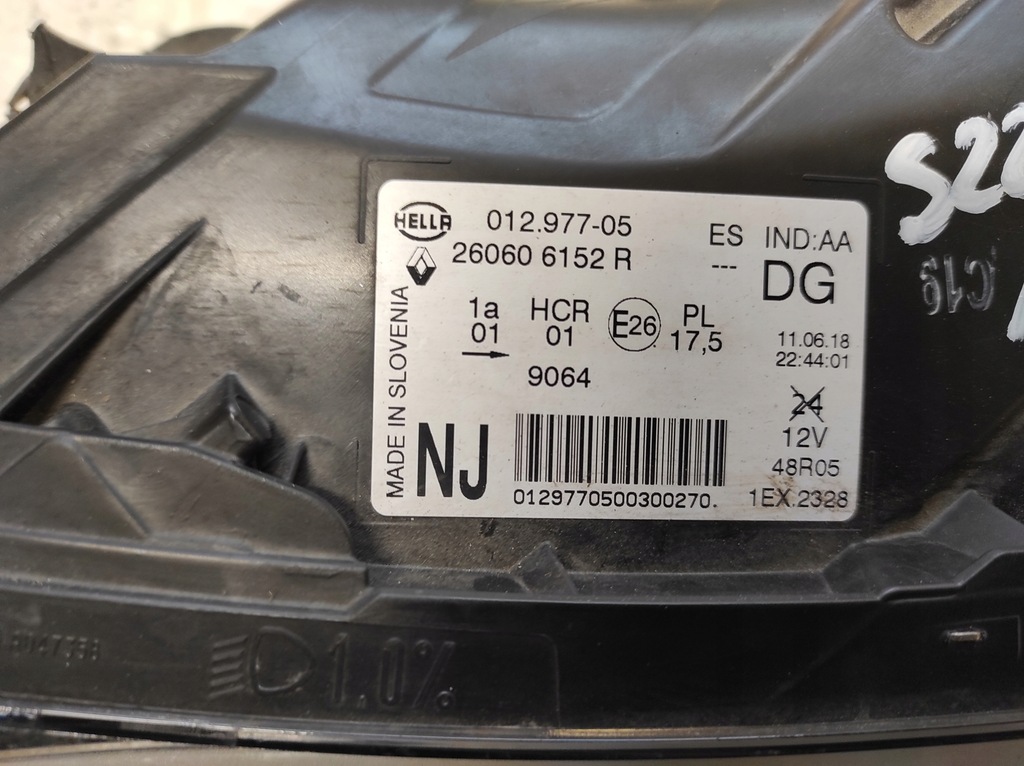 HELLA 012.977-05
26060 6152 R
ES IND:AA
--- DG
1a HCR E26 PL
01 01 17,5
9064
11.06.18
22:44:01
24
12V
48R05
1EX.2328
MADE IN SLOVENIA
NJ
0129770500300270.
C19
1.0%